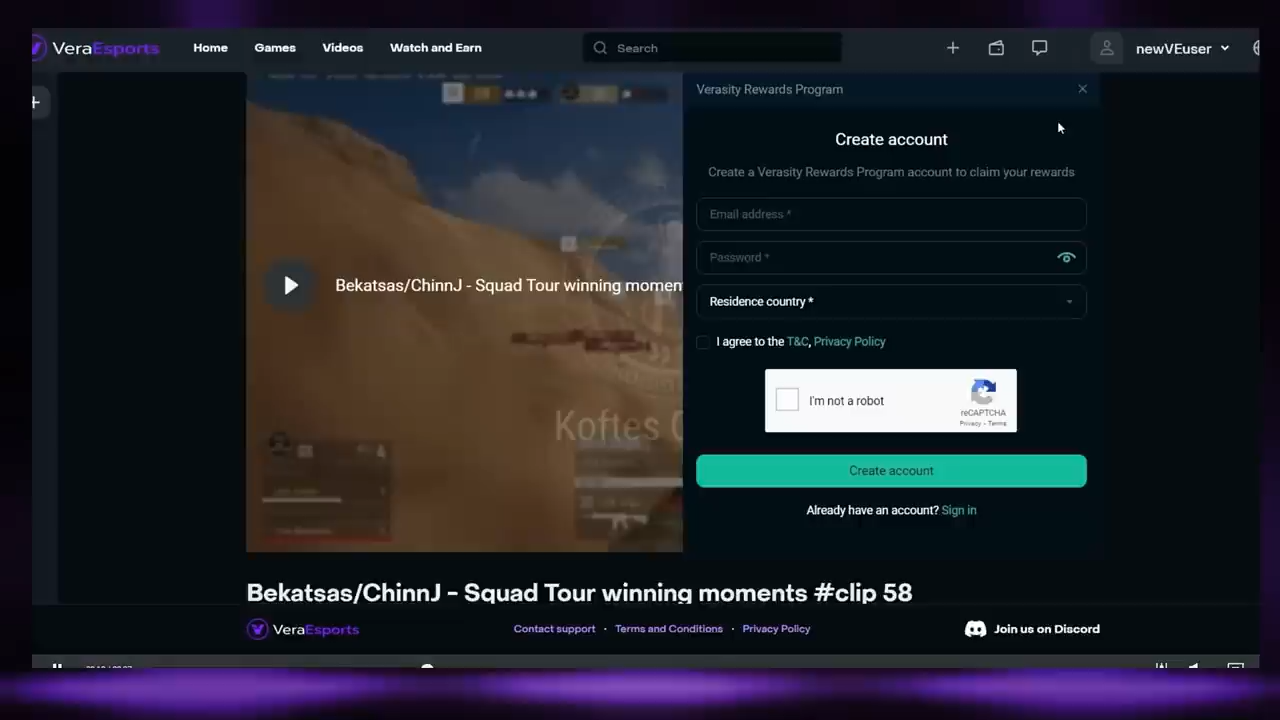 VeraEsports Home Games Videos Watch and Earn Search newVEuser
Verasity Rewards Program
Create account
Create a Verasity Rewards Program account to claim your rewards
Email address *
Password *
Bekatsas/ChinnJ - Squad Tour winning momen
Residence country *
I agree to the T&C, Privacy Policy
I'm not a robot
reCAPTCHA
Privacy - Terms
Koftes
Create account
Already have an account? Sign in
Bekatsas/ChinnJ - Squad Tour winning moments #clip 58
VeraEsports Contact support · Terms and Conditions · Privacy Policy Join us on Discord